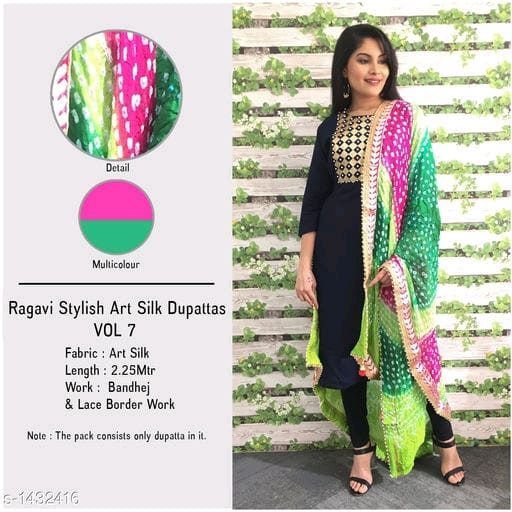 Detail
Multicolour
Ragavi Stylish Art Silk Dupattas
VOL 7
Fabric : Art Silk
Length : 2.25Mtr
Work : Bandhej
& Lace Border Work
Note : The pack consists only dupatta in it.
s-1432416